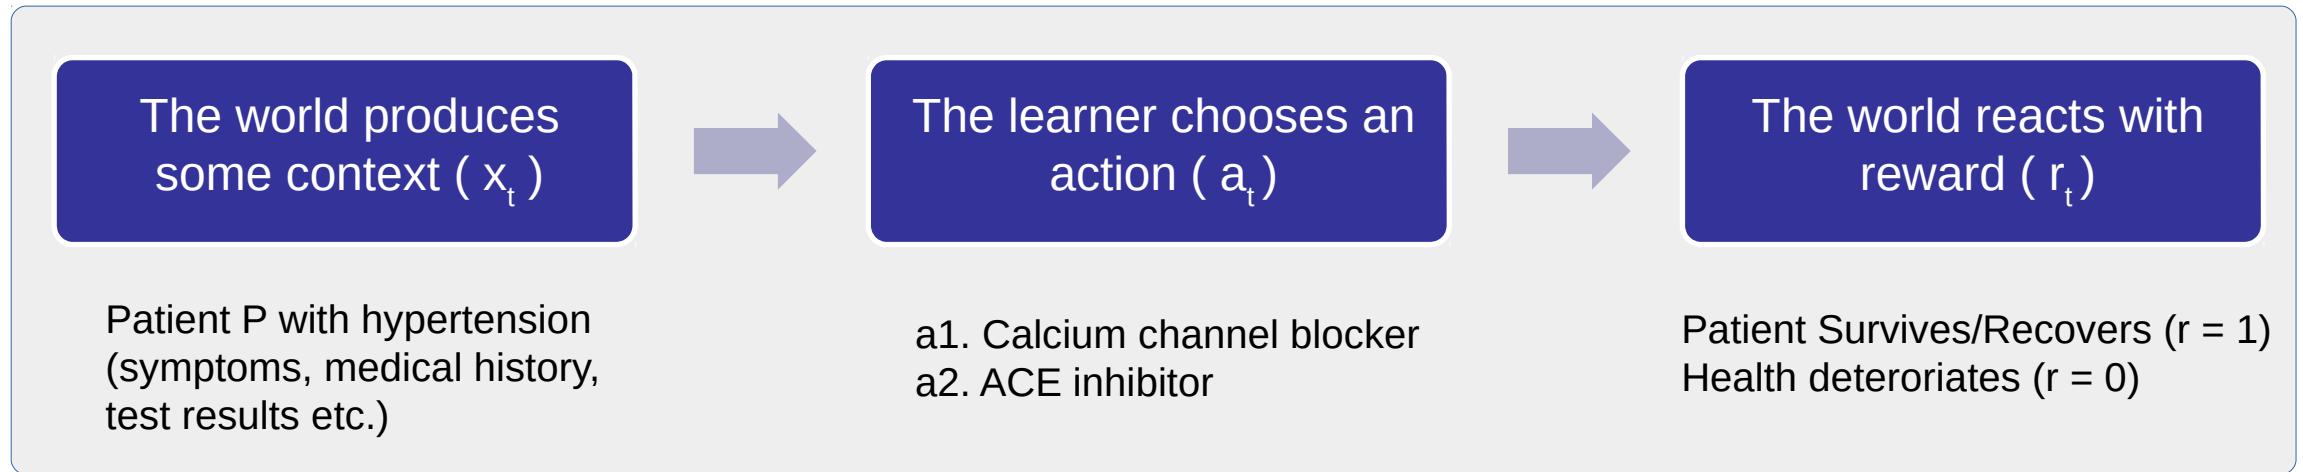 The world produces
some context ( xt )
The learner chooses an
action ( at )
The world reacts with
reward ( rt )
Patient P with hypertension
(symptoms, medical history,
test results etc.)
a1. Calcium channel blocker
a2. ACE inhibitor
Patient Survives/Recovers (r = 1)
Health deteroriates (r = 0)